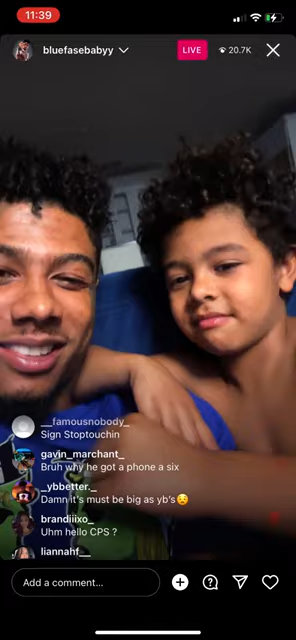 11:39
bluefasebabyy
LIVE
20.7K
__famousnobody_
Sign Stoptouchin
gavin_marchant_
Bruh why he got a phone a six
_ybbetter._
Damn it's must be big as yb's😥
brandiiixo_
Uhm hello CPS ?
liannahf__
Add a comment...